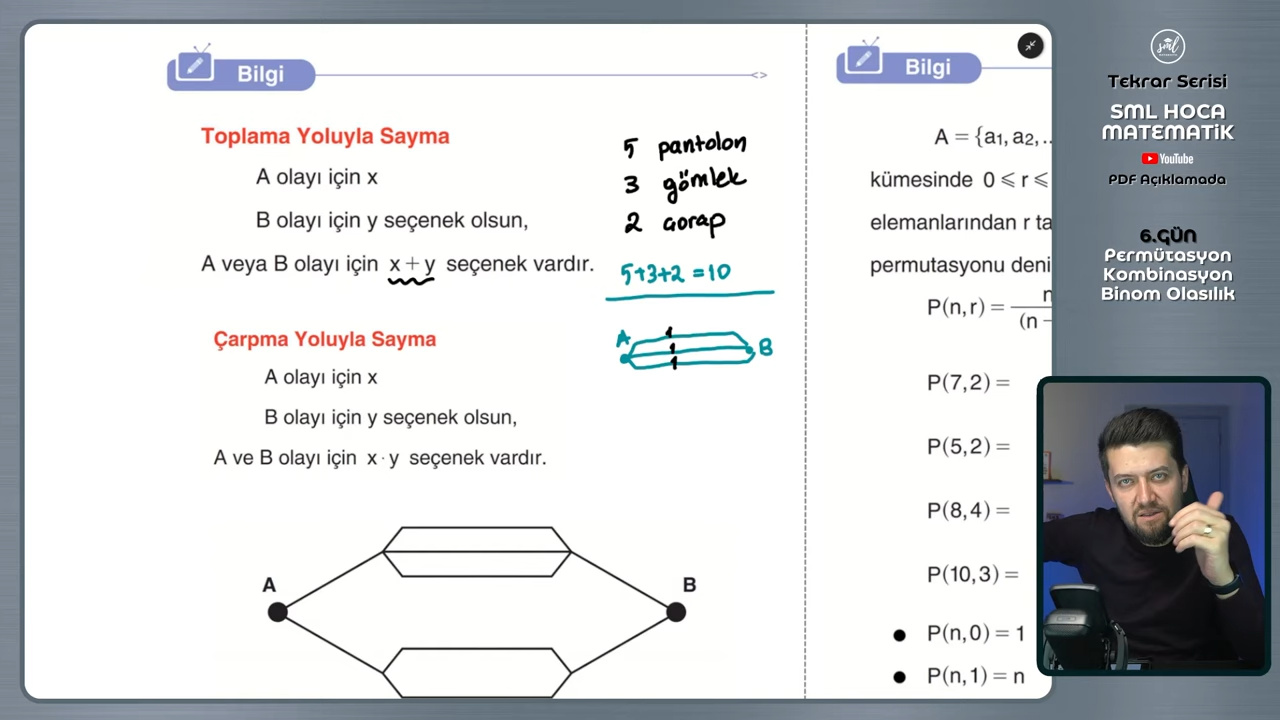 Bilgi
Toplama Yoluyla Sayma
A olayı için x
B olayı için y seçenek olsun,
A veya B olayı için x + y seçenek vardır.
5 pantolon
3 gömlek
2 çorap
5+3+2 = 10
A B
1
1
1
Çarpma Yoluyla Sayma
A olayı için x
B olayı için y seçenek olsun,
A ve B olayı için x · y seçenek vardır.
A B
Bilgi
A = {a₁, a₂, ..
kümesinde 0 ⩽ r ⩽
elemanlarından r ta
permutasyonu deni
P(n,r) = n
(n −
P(7,2) =
P(5,2) =
P(8,4) =
P(10,3) =
● P(n,0) = 1
● P(n,1) = n
sml
Tekrar Serisi
SML HOCA
MATEMATİK
YouTube
PDF Açıklamada
6.GÜN
Permütasyon
Kombinasyon
Binom Olasılık